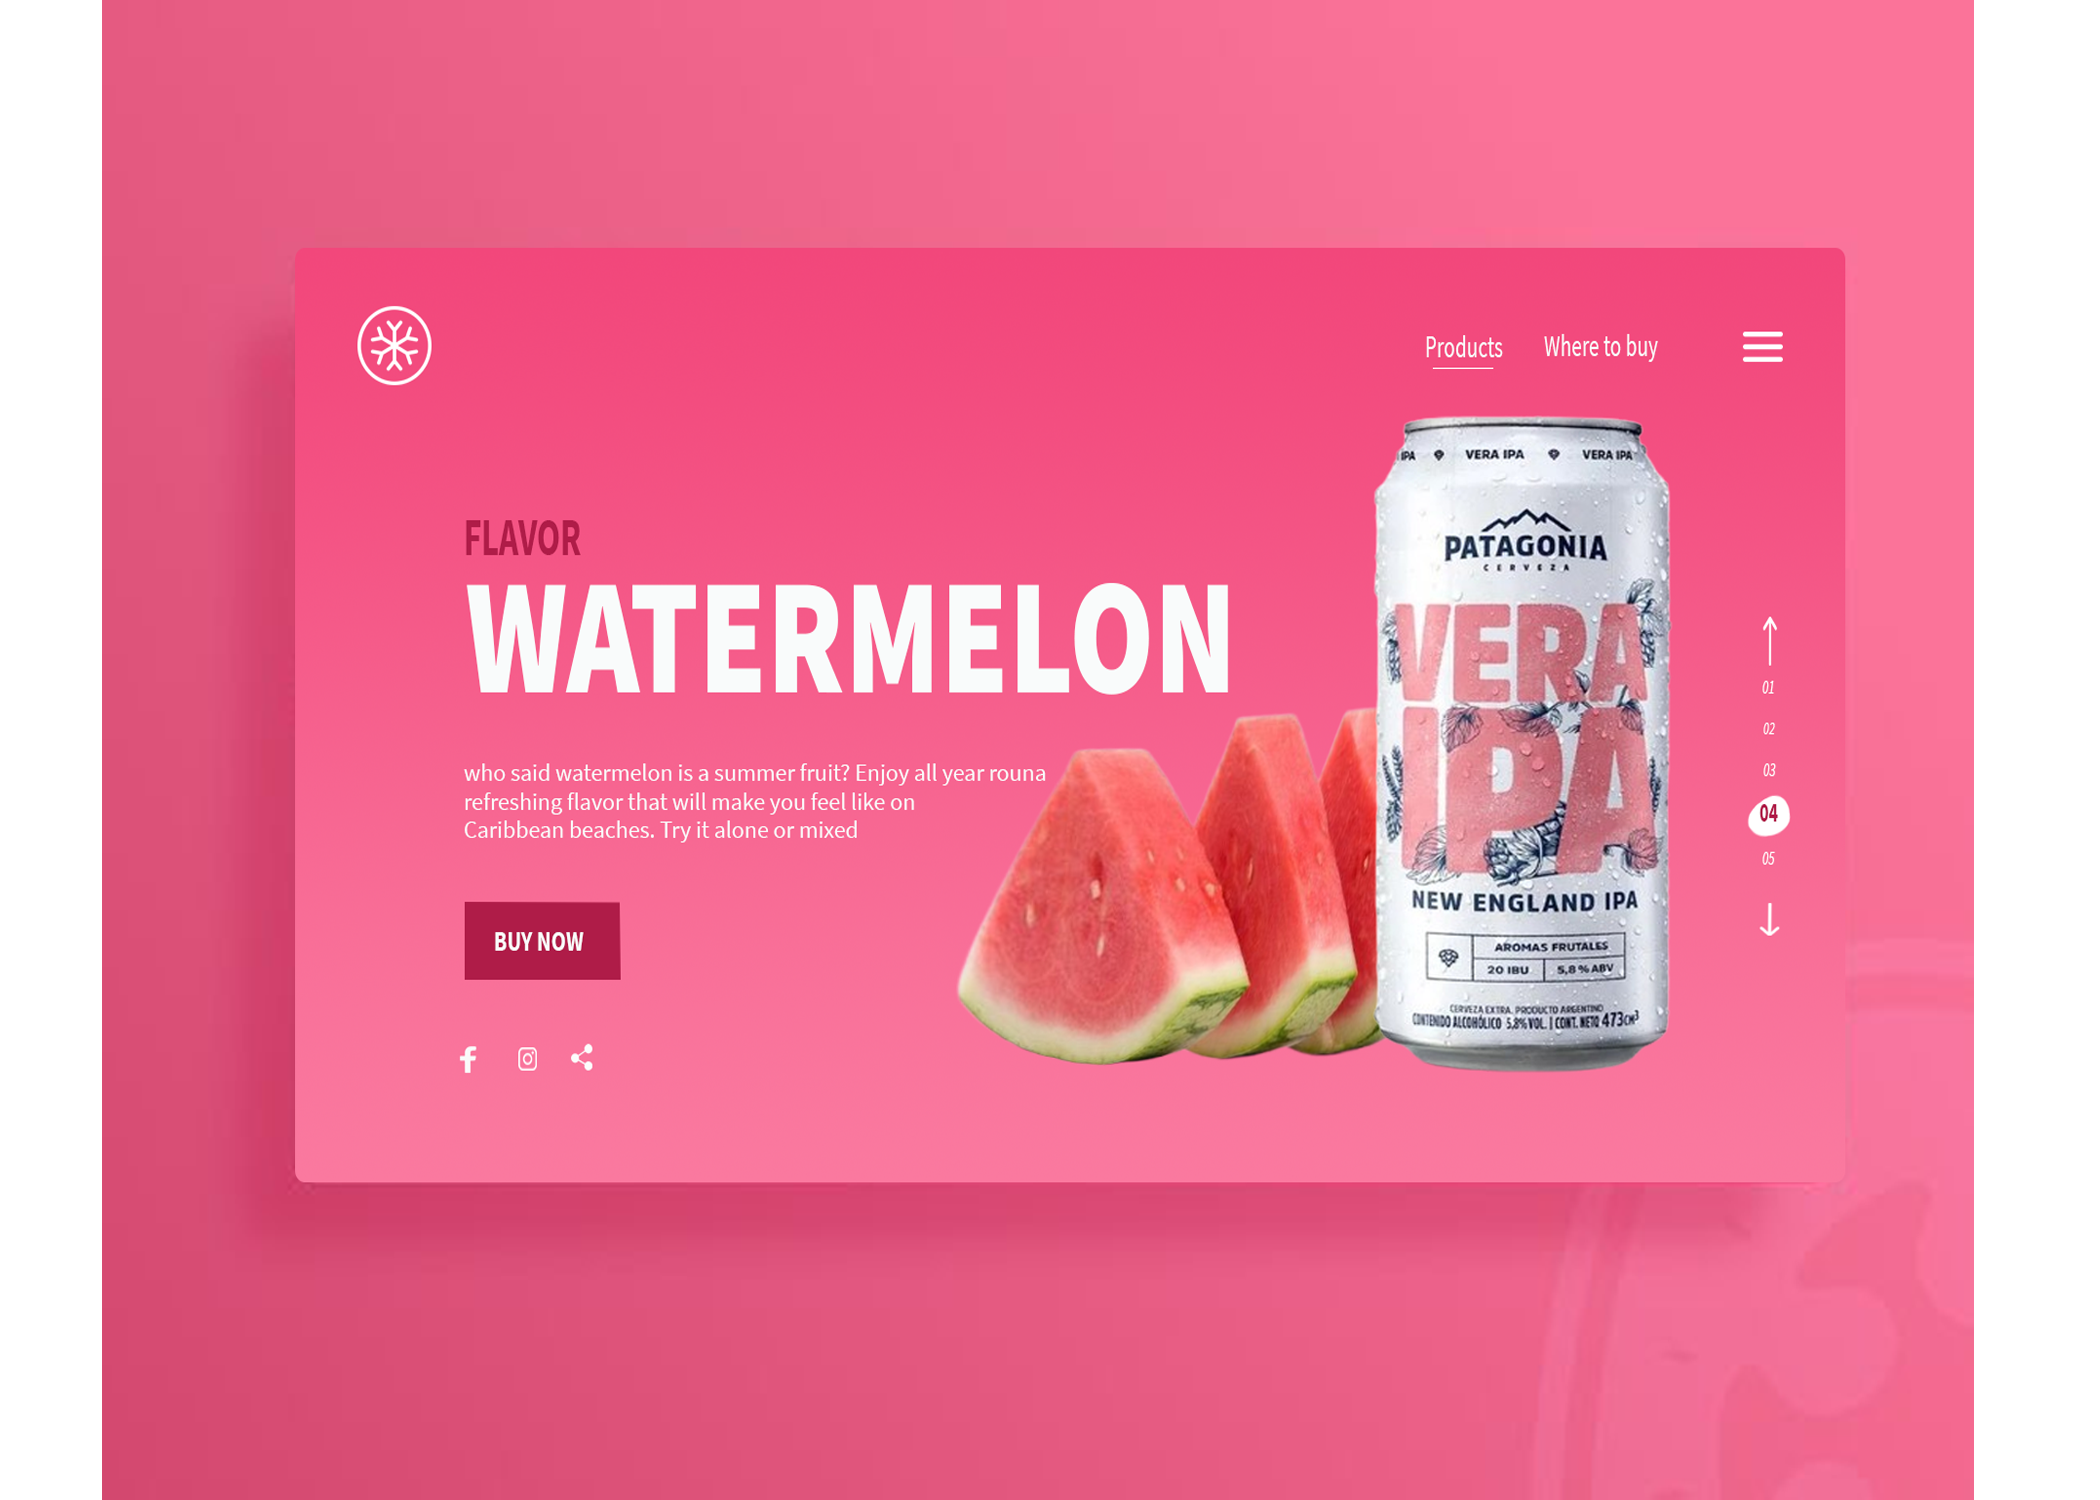 Products Where to buy
IPA VERA IPA VERA IPA
PATAGONIA
CERVEZA
FLAVOR
WATERMELON
VERA
IPA
01
02
03
04
05
who said watermelon is a summer fruit? Enjoy all year rouna
refreshing flavor that will make you feel like on
Caribbean beaches. Try it alone or mixed
BUY NOW
NEW ENGLAND IPA
AROMAS FRUTALES
20 IBU 5,8 % ABV
CERVEZA EXTRA. PRODUCTO ARGENTINO
CONTENIDO ALCOHÓLICO 5,8% VOL. | CONT. NETO 473CM³